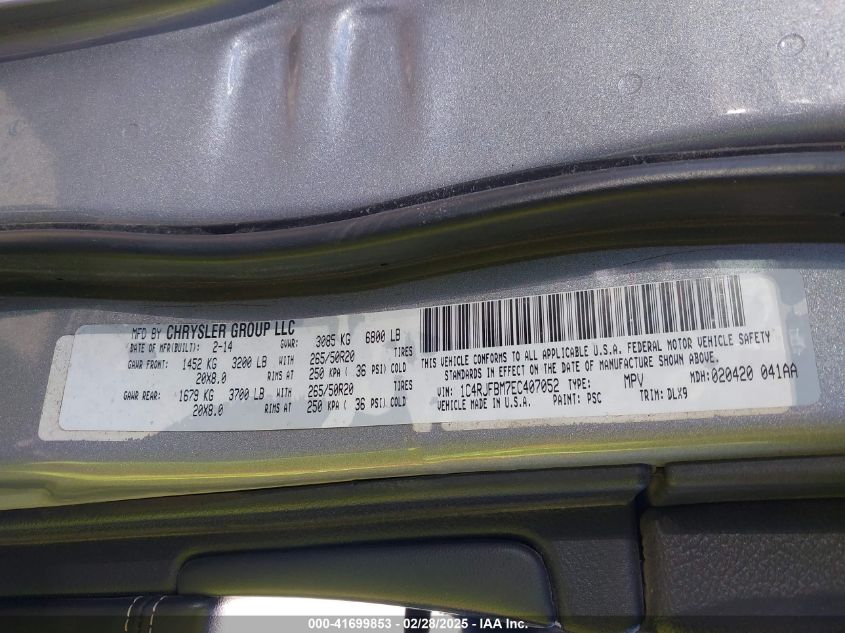 MFD BY CHRYSLER GROUP LLC
DATE OF MFR(BUILT): 2-14 GVWR: 3085 KG 6800 LB
GAWR FRONT: 1452 KG 3200 LB WITH 265/50R20 TIRES
20X8.0 RIMS AT 250 KPA ( 36 PSI) COLD
GAWR REAR: 1679 KG 3700 LB WITH 265/50R20 TIRES
20X8.0 RIMS AT 250 KPA ( 36 PSI) COLD
THIS VEHICLE CONFORMS TO ALL APPLICABLE U.S.A. FEDERAL MOTOR VEHICLE SAFETY
STANDARDS IN EFFECT ON THE DATE OF MANUFACTURE SHOWN ABOVE.
VIN: 1C4RJFBM7EC407052 TYPE: MPV MDH:020420 041AA
VEHICLE MADE IN U.S.A. PAINT: PSC TRIM: DLX9
000-41699853 - 02/28/2025 - IAA Inc.